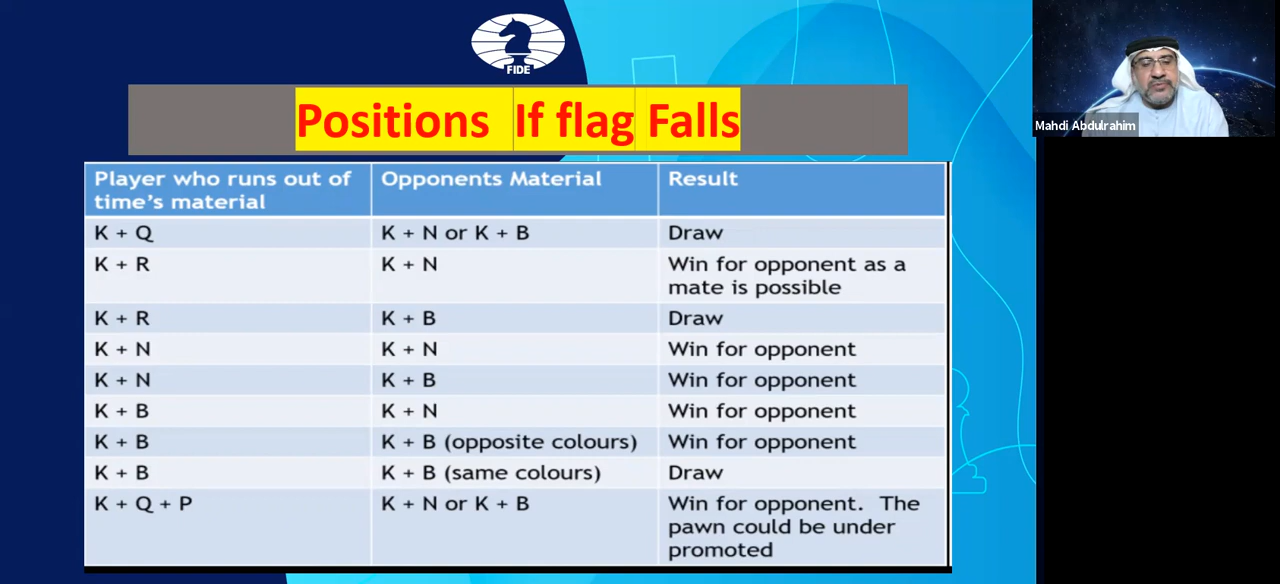 FIDE
Positions If flag Falls
Mahdi Abdulrahim
Player who runs out of time's material
Opponents Material
Result
K + Q
K + N or K + B
Draw
K + R
K + N
Win for opponent as a mate is possible
K + R
K + B
Draw
K + N
K + N
Win for opponent
K + N
K + B
Win for opponent
K + B
K + N
Win for opponent
K + B
K + B (opposite colours)
Win for opponent
K + B
K + B (same colours)
Draw
K + Q + P
K + N or K + B
Win for opponent. The pawn could be under promoted